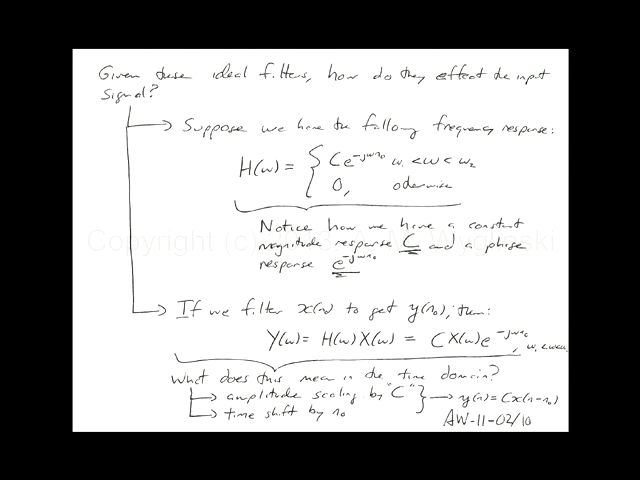 Given these ideal filters, how do they effect the input
signal?
→ Suppose we have the following frequency response:
H(ω) = { Ce^-jωn₀ ω₁ < ω < ω₂
0, otherwise
Notice how we have a constant
magnitude response C and a phase
response e^-jωn₀
→ If we filter x(n) to get y(n), then:
Y(ω) = H(ω)X(ω) = CX(ω)e^-jωn₀, ω₁ < ω < ω₂
What does this mean in the time domain?
→ amplitude scaling by "C" } → y(n) = Cx(n-n₀)
→ time shift by n₀
AW-11-02/10
Copyright (c)